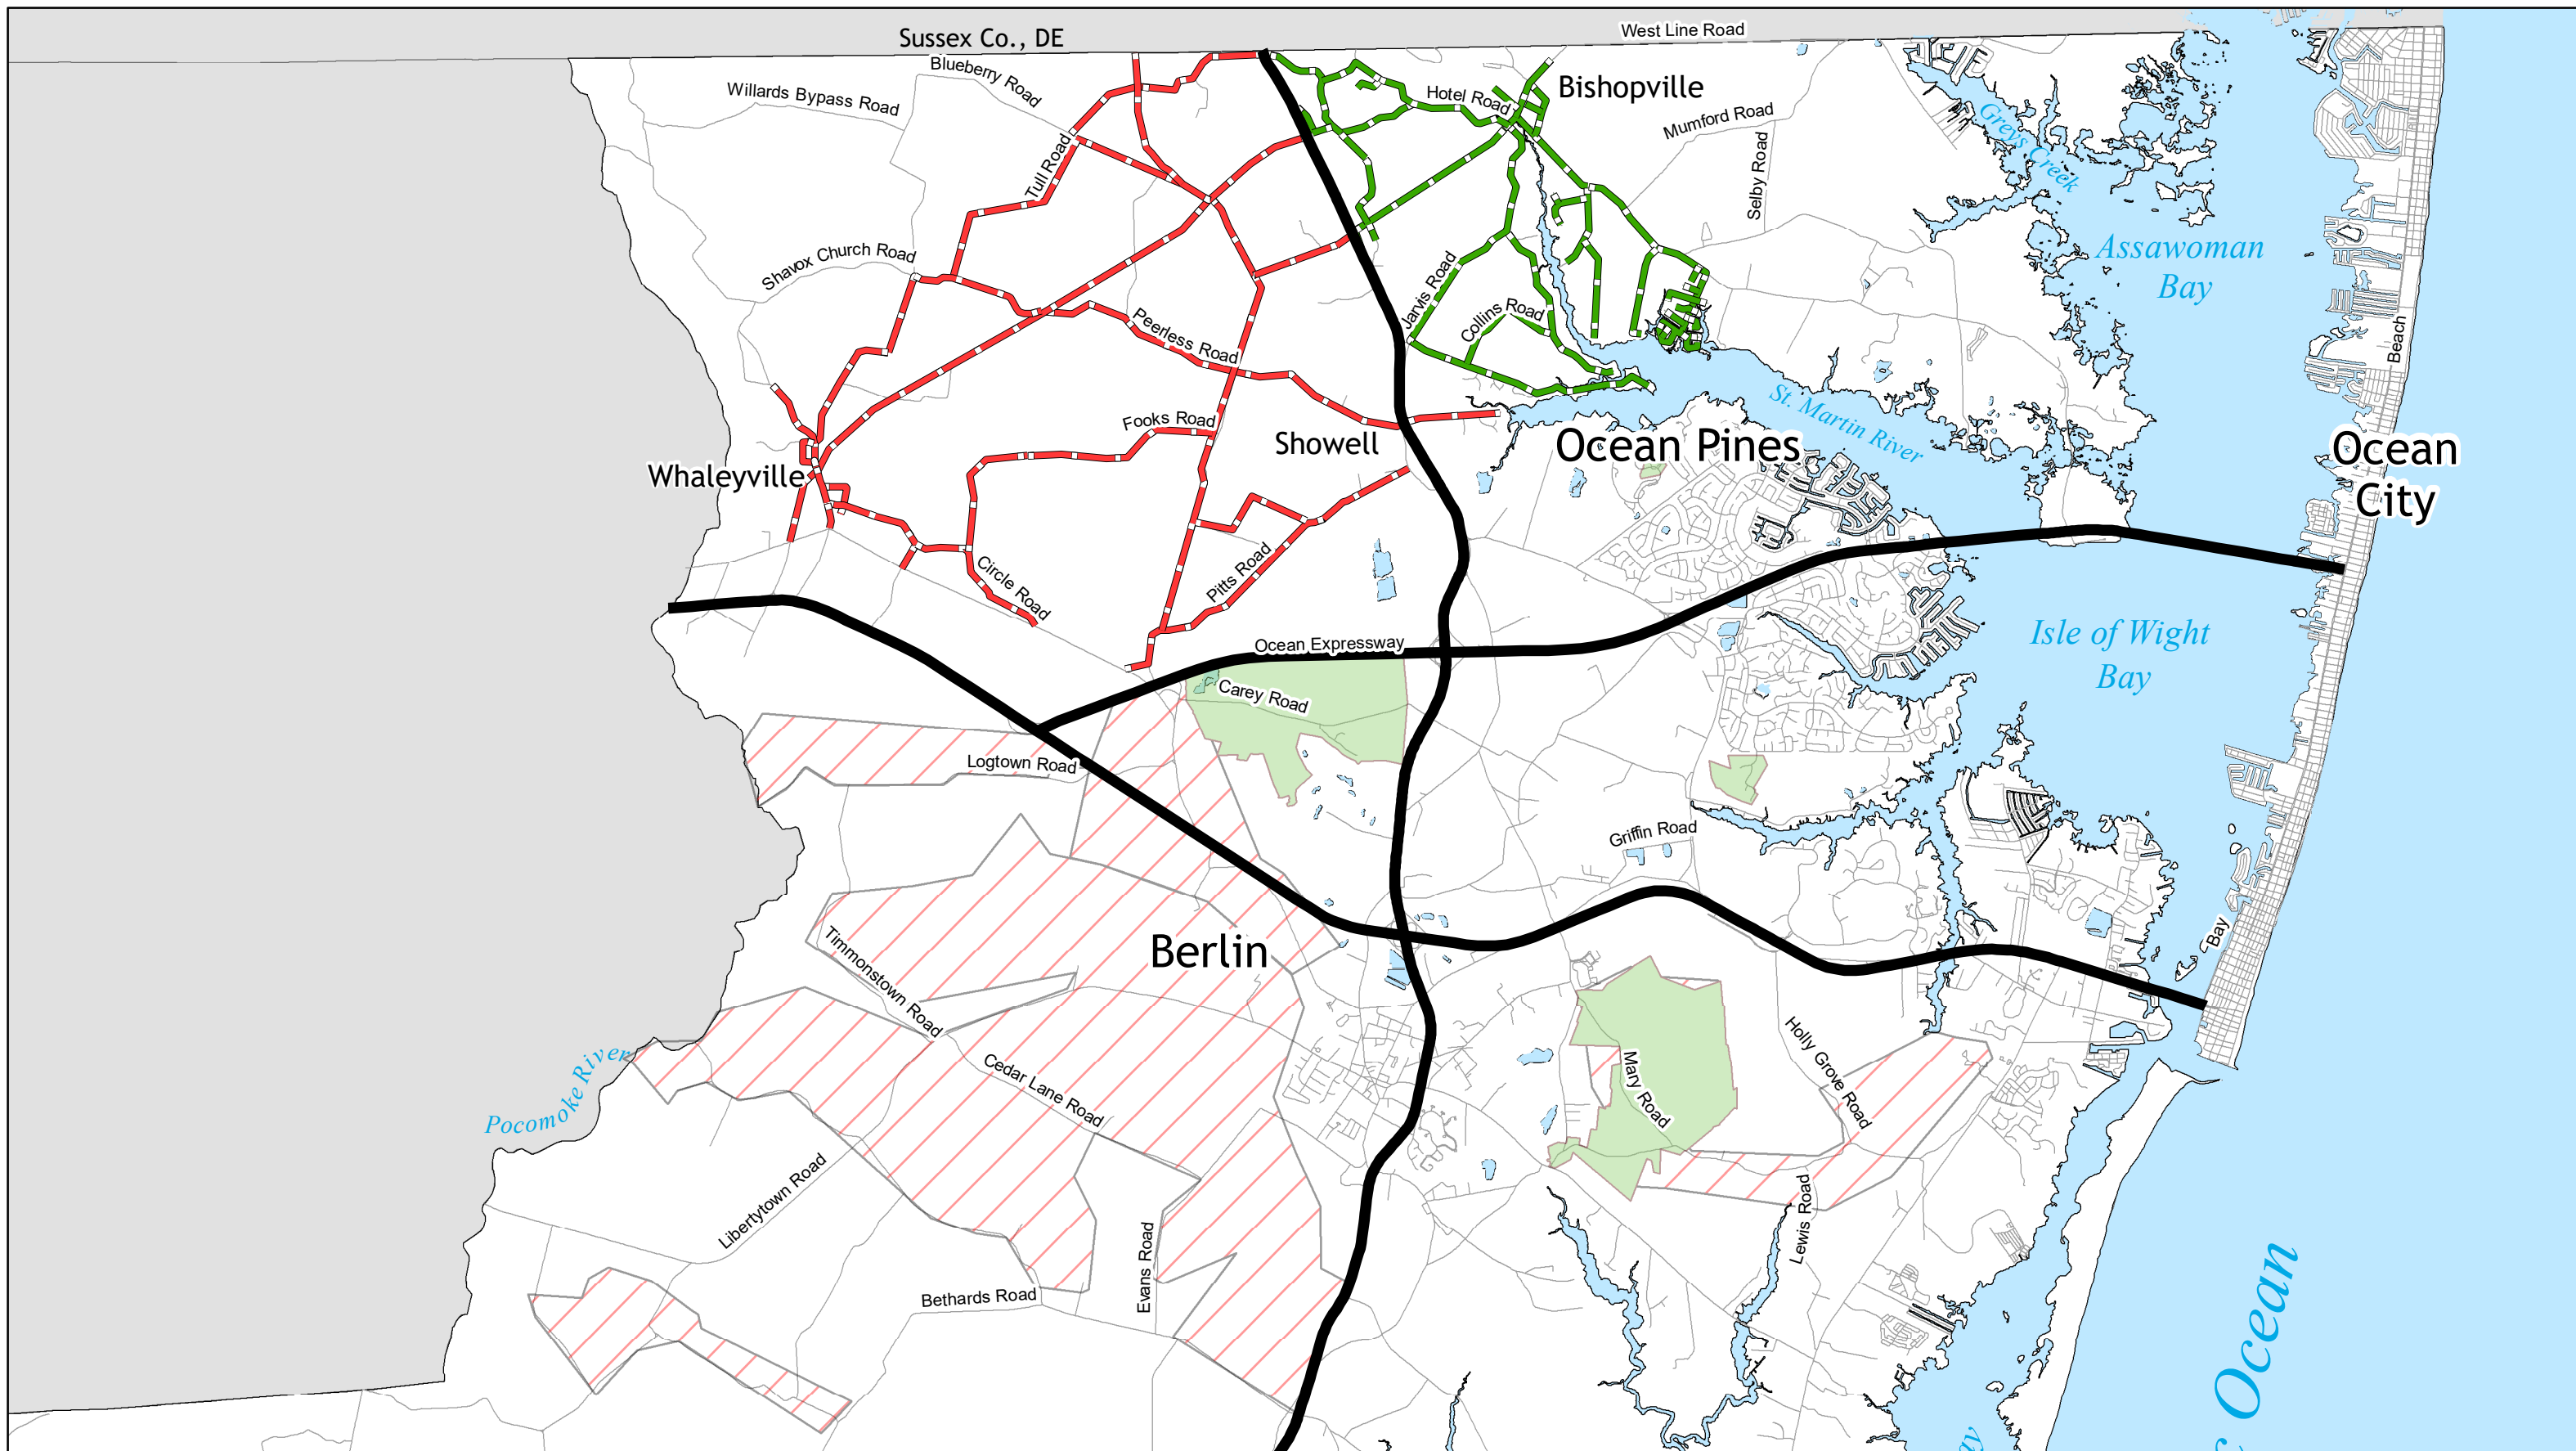 West Line Road
Sussex Co., DE
Blueberry Road
Willards Bypass Road
Hotel Road
Bishopville
Mumford Road
Greys Creek
Tull Road
Selby Road
Shavox Church Road
Assawoman
Bay
Jarvis Road
Collins Road
Peerless Road
Beach
St. Martin River
Fooks Road
Showell
Ocean Pines
Ocean
City
Whaleyville
Circle Road
Pitts Road
Ocean Expressway
Isle of Wight
Bay
Carey Road
Logtown Road
Griffin Road
Berlin
Bay
Timmonstown Road
Pocomoke River
Cedar Lane Road
Mary Road
Holly Grove Road
Libertytown Road
Lewis Road
Evans Road
Bethards Road
Ocean